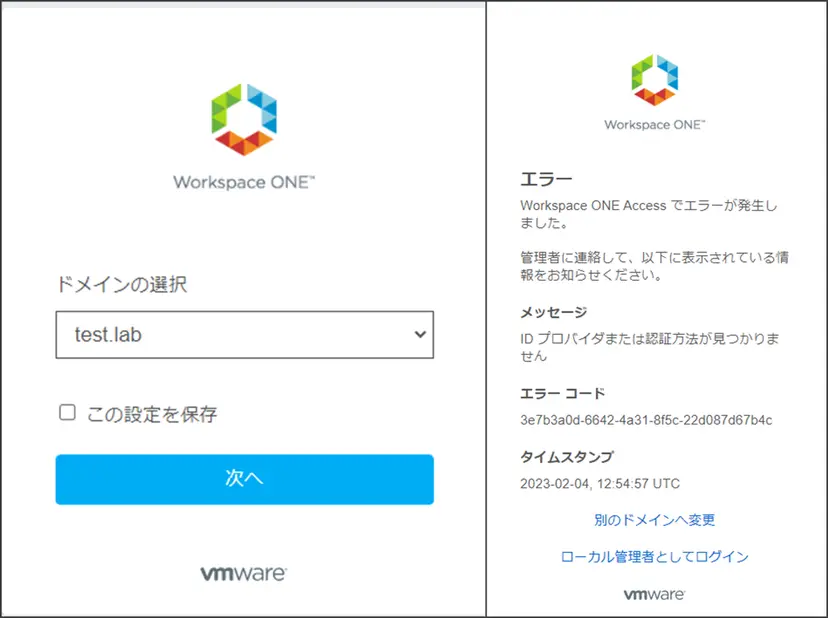 Workspace ONE™
ドメインの選択
test.lab
この設定を保存
次へ
vmware®
Workspace ONE™
エラー
Workspace ONE Access でエラーが発生し
ました。
管理者に連絡して、以下に表示されている情
報をお知らせください。
メッセージ
ID プロバイダまたは認証方法が見つかりま
せん
エラー コード
3e7b3a0d-6642-4a31-8f5c-22d087d67b4c
タイムスタンプ
2023-02-04, 12:54:57 UTC
別のドメインへ変更
ローカル管理者としてログイン
vmware®